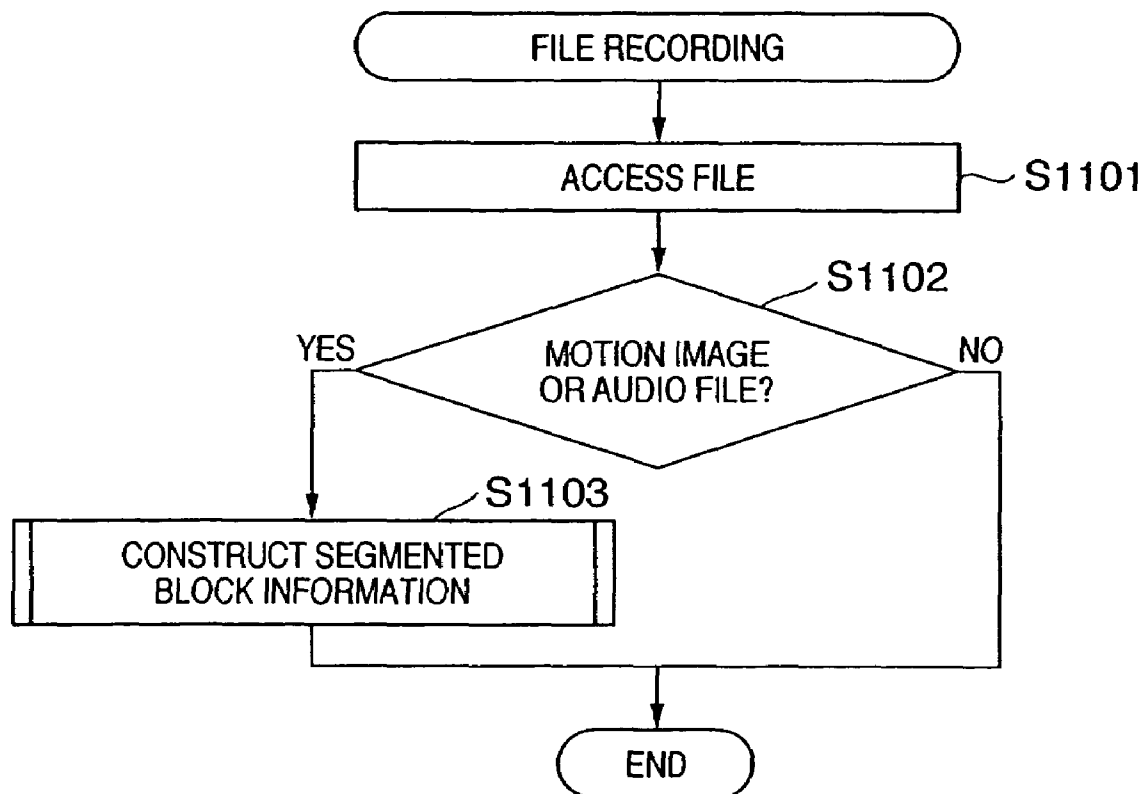 FILE RECORDING
ACCESS FILE
S1101
S1102
YES
MOTION IMAGE
OR AUDIO FILE?
NO
S1103
CONSTRUCT SEGMENTED
BLOCK INFORMATION
END